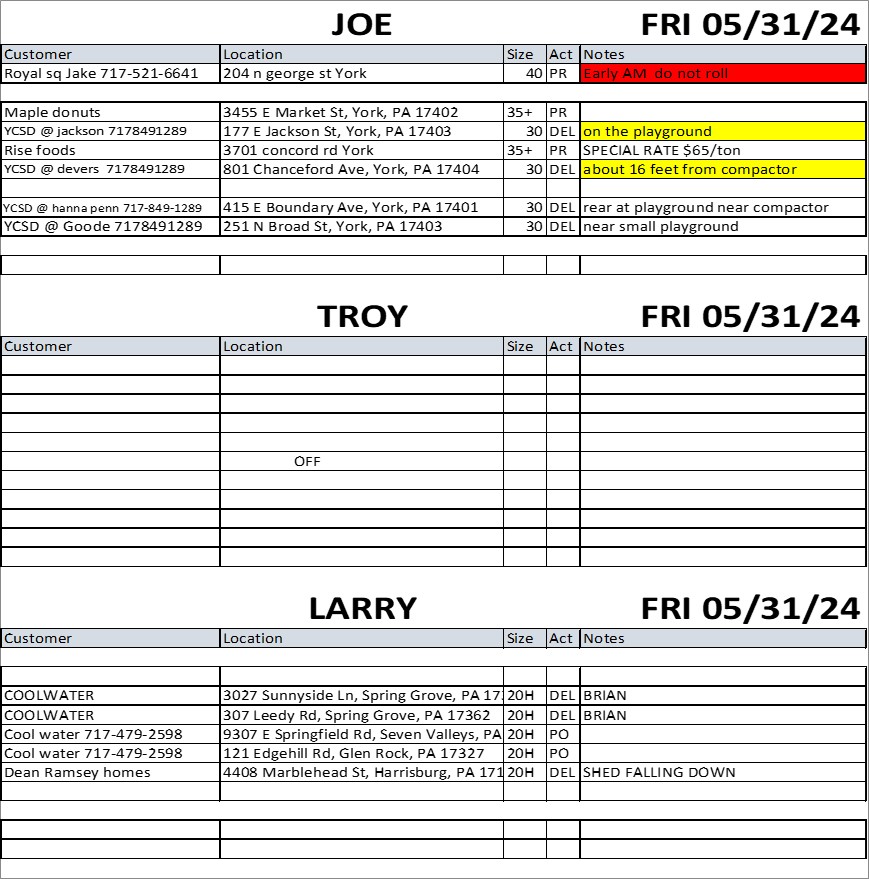 JOE FRI 05/31/24
Customer Location Size Act Notes
Royal sq Jake 717-521-6641 204 n george st York 40 PR Early AM do not roll
Maple donuts 3455 E Market St, York, PA 17402 35+ PR
YCSD @ jackson 7178491289 177 E Jackson St, York, PA 17403 30 DEL on the playground
Rise foods 3701 concord rd York 35+ PR SPECIAL RATE $65/ton
YCSD @ devers 7178491289 801 Chanceford Ave, York, PA 17404 30 DEL about 16 feet from compactor
YCSD @ hanna penn 717-849-1289 415 E Boundary Ave, York, PA 17401 30 DEL rear at playground near compactor
YCSD @ Goode 7178491289 251 N Broad St, York, PA 17403 30 DEL near small playground
TROY FRI 05/31/24
Customer Location Size Act Notes
OFF
LARRY FRI 05/31/24
Customer Location Size Act Notes
COOLWATER 3027 Sunnyside Ln, Spring Grove, PA 17 20H DEL BRIAN
COOLWATER 307 Leedy Rd, Spring Grove, PA 17362 20H DEL BRIAN
Cool water 717-479-2598 9307 E Springfield Rd, Seven Valleys, PA 20H PO
Cool water 717-479-2598 121 Edgehill Rd, Glen Rock, PA 17327 20H PO
Dean Ramsey homes 4408 Marblehead St, Harrisburg, PA 171 20H DEL SHED FALLING DOWN